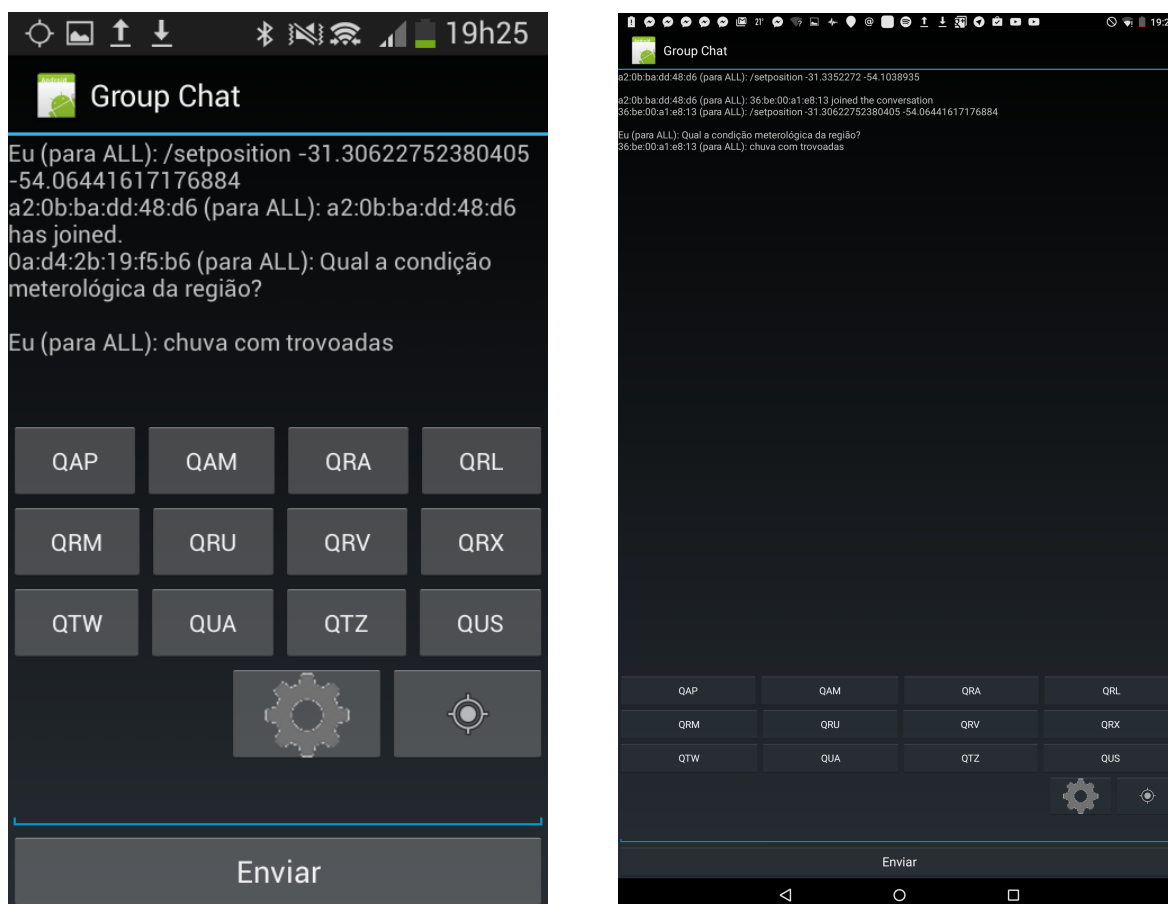 19h25
Group Chat
Eu (para ALL): /setposition -31.30622752380405
-54.06441617176884
a2:0b:ba:dd:48:d6 (para ALL): a2:0b:ba:dd:48:d6
has joined.
0a:d4:2b:19:f5:b6 (para ALL): Qual a condição
meterológica da região?
Eu (para ALL): chuva com trovoadas
QAP QAM QRA QRL
QRM QRU QRV QRX
QTW QUA QTZ QUS
Enviar
21°
Group Chat
a2:0b:ba:dd:48:d6 (para ALL): /setposition -31.3352272 -54.1038935
a2:0b:ba:dd:48:d6 (para ALL): 36:be:00:a1:e8:13 joined the conversation
36:be:00:a1:e8:13 (para ALL): /setposition -31.30622752380405 -54.06441617176884
Eu (para ALL): Qual a condição meterológica da região?
36:be:00:a1:e8:13 (para ALL): chuva com trovoadas
QAP QAM QRA QRL
QRM QRU QRV QRX
QTW QUA QTZ QUS
Enviar